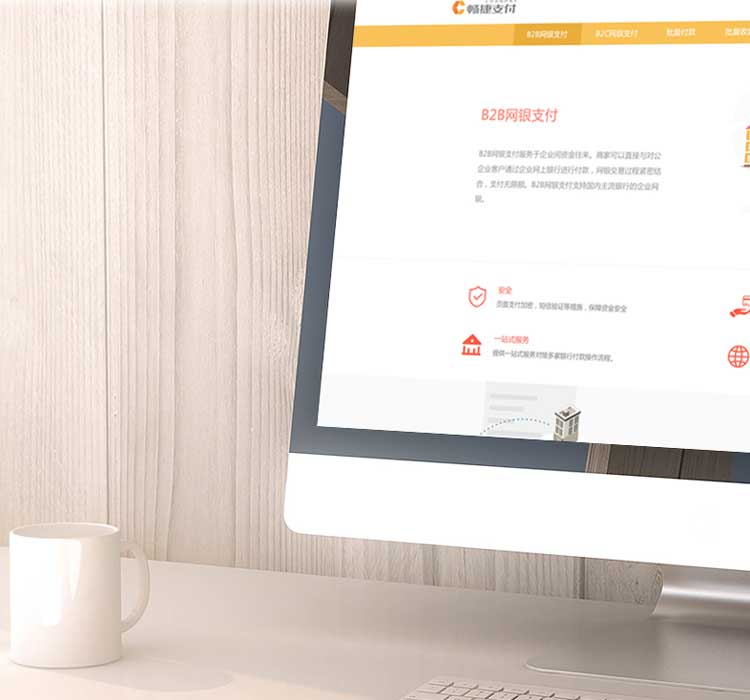 畅捷支付
B2B网银支付 B2C网银支付 批量付款
B2B网银支付
B2B网银支付服务于企业间资金往来。商家可以直接与对公
企业客户通过企业网上银行进行付款，网银交易过程紧密结
合，支付无限额。B2B网银支付支持国内主流银行的企业网
银。
安全
页面支付加密，短信验证等措施，保障资金安全
一站式服务
提供一站式服务对接多家银行付款操作流程。